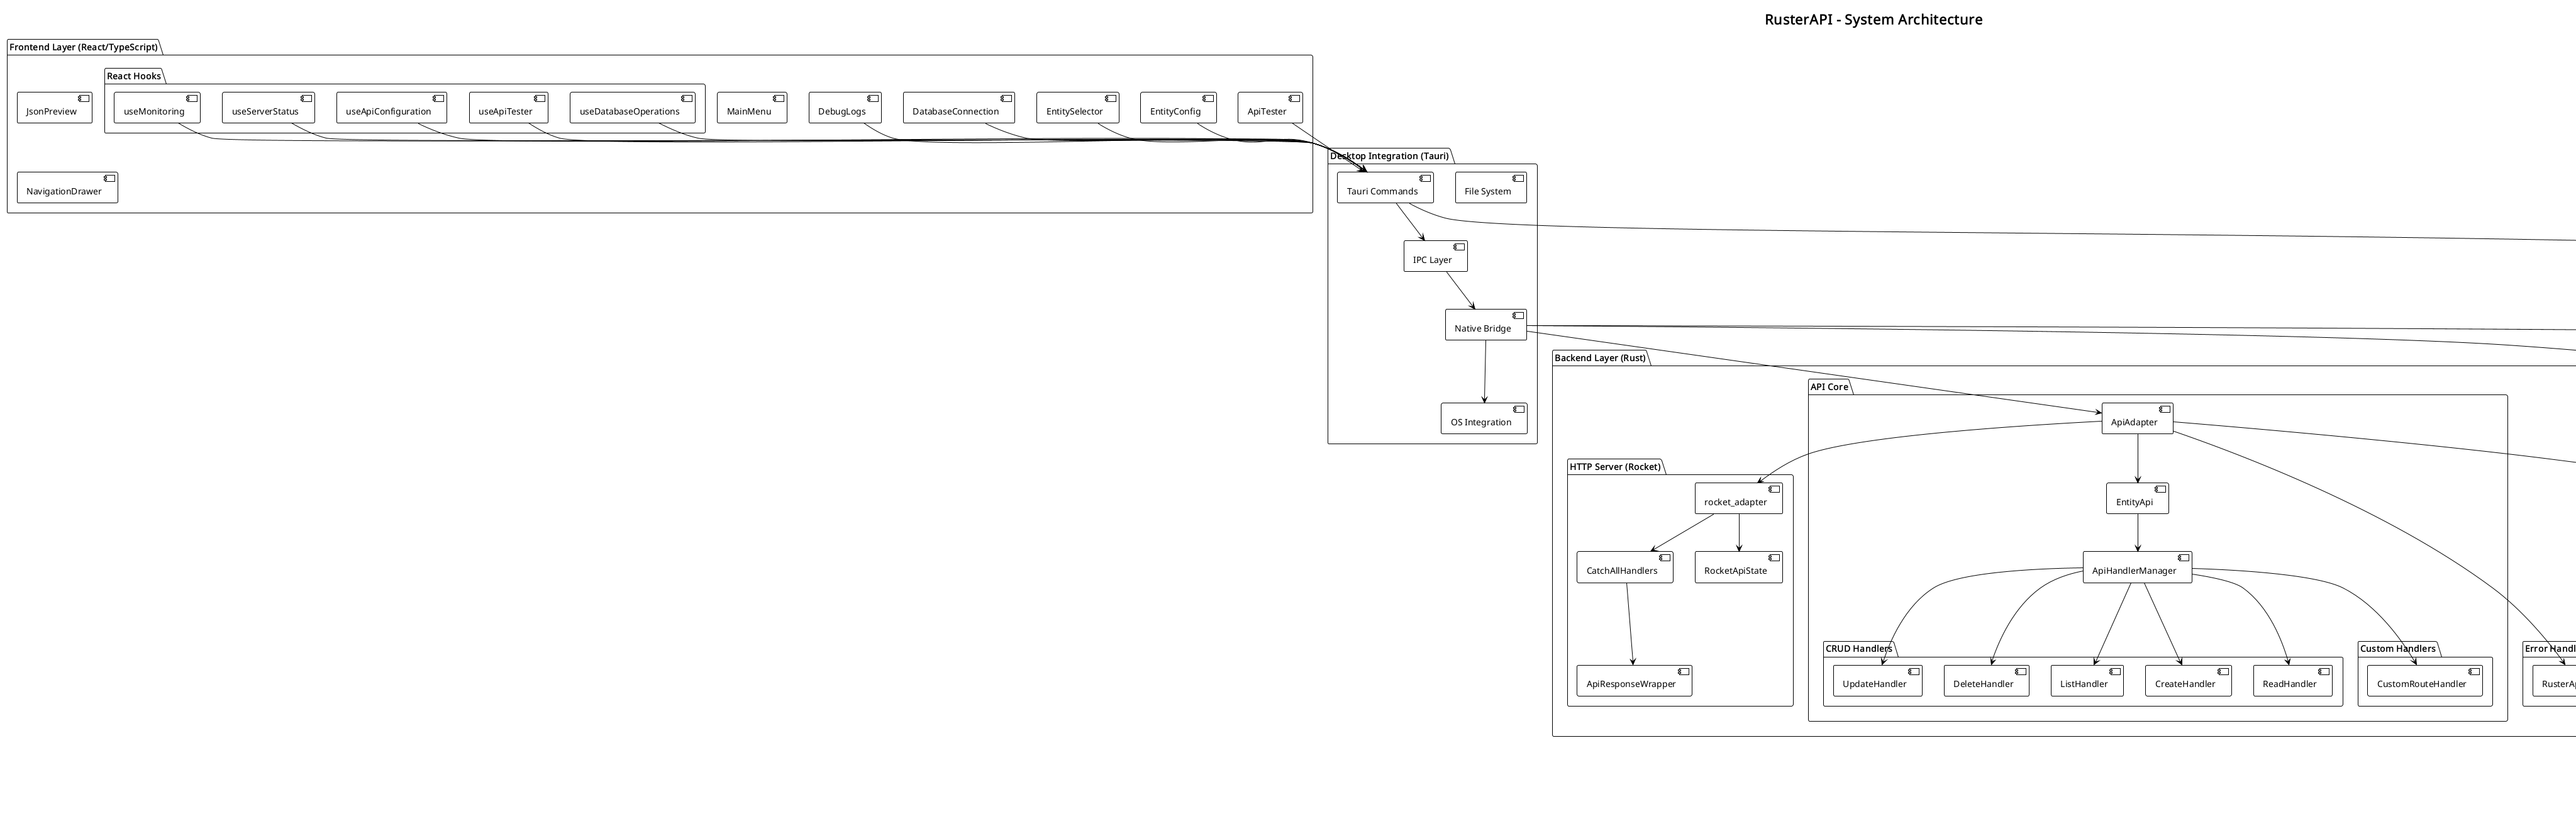 RusterAPI - System Architecture
Frontend Layer (React/TypeScript)
React Hooks
JsonPreview
useMonitoring
useServerStatus
useApiConfiguration
useApiTester
useDatabaseOperations
MainMenu
DebugLogs
DatabaseConnection
EntitySelector
EntityConfig
ApiTester
NavigationDrawer
Desktop Integration (Tauri)
Tauri Commands
File System
IPC Layer
Native Bridge
OS Integration
Backend Layer (Rust)
API Core
ApiAdapter
HTTP Server (Rocket)
rocket_adapter
EntityApi
CatchAllHandlers
RocketApiState
ApiHandlerManager
CRUD Handlers
Custom Handlers
Error Handl
ApiResponseWrapper
UpdateHandler
DeleteHandler
ListHandler
CreateHandler
ReadHandler
CustomRouteHandler
RusterAp